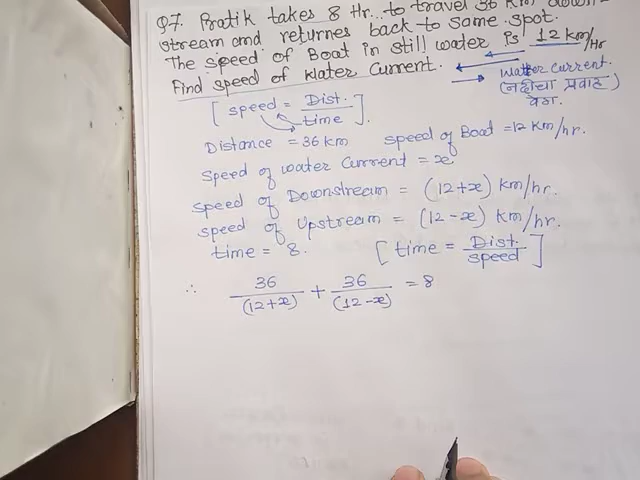 Q7. Pratik takes 8 Hr... to travel 36 Km down-
stream and returnes back to same spot.
The speed of Boat in still water is 12 km/Hr
Find speed of Water Current.
Watter current.
(नदीचा प्रवाह)
वेग.
[ speed = Dist. / time ].
Distance = 36 km speed of Boat = 12 Km/hr.
Speed of water Current = x
speed of Downstream = (12+x) Km/hr.
speed of Upstream = (12-x) Km/hr.
time = 8. [ time = Dist. / speed ]
∴ 36 / (12+x) + 36 / (12-x) = 8